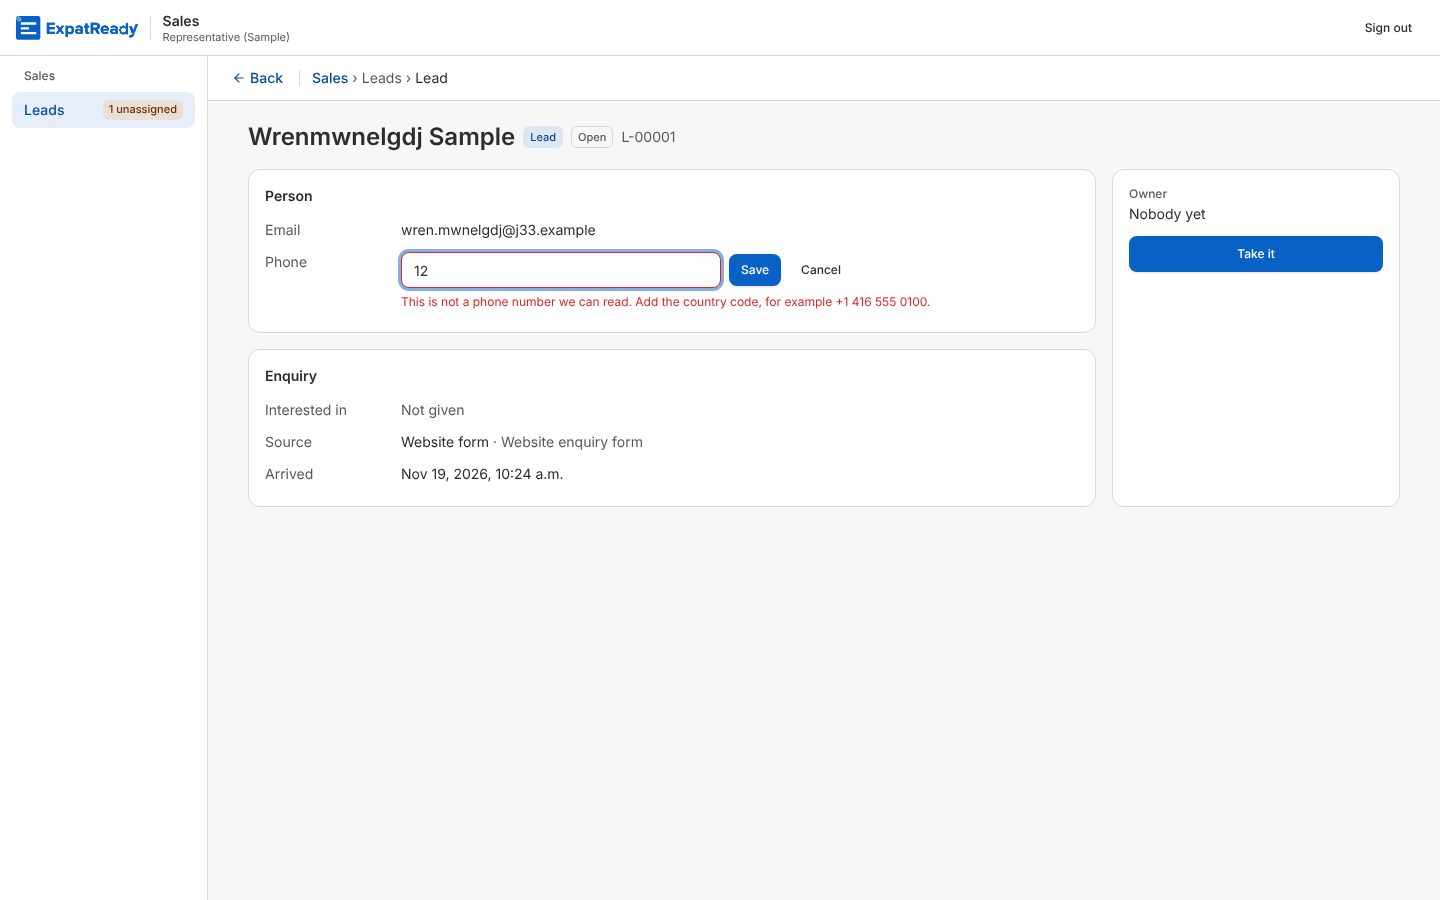 ExpatReady
Sales
Representative (Sample)
Sign out
Sales
Leads
1 unassigned
← Back
Sales › Leads › Lead
Wrenmwnelgdj Sample
Lead
Open
L-00001
Person
Email
wren.mwnelgdj@j33.example
Phone
12
Save
Cancel
This is not a phone number we can read. Add the country code, for example +1 416 555 0100.
Owner
Nobody yet
Take it
Enquiry
Interested in
Not given
Source
Website form · Website enquiry form
Arrived
Nov 19, 2026, 10:24 a.m.